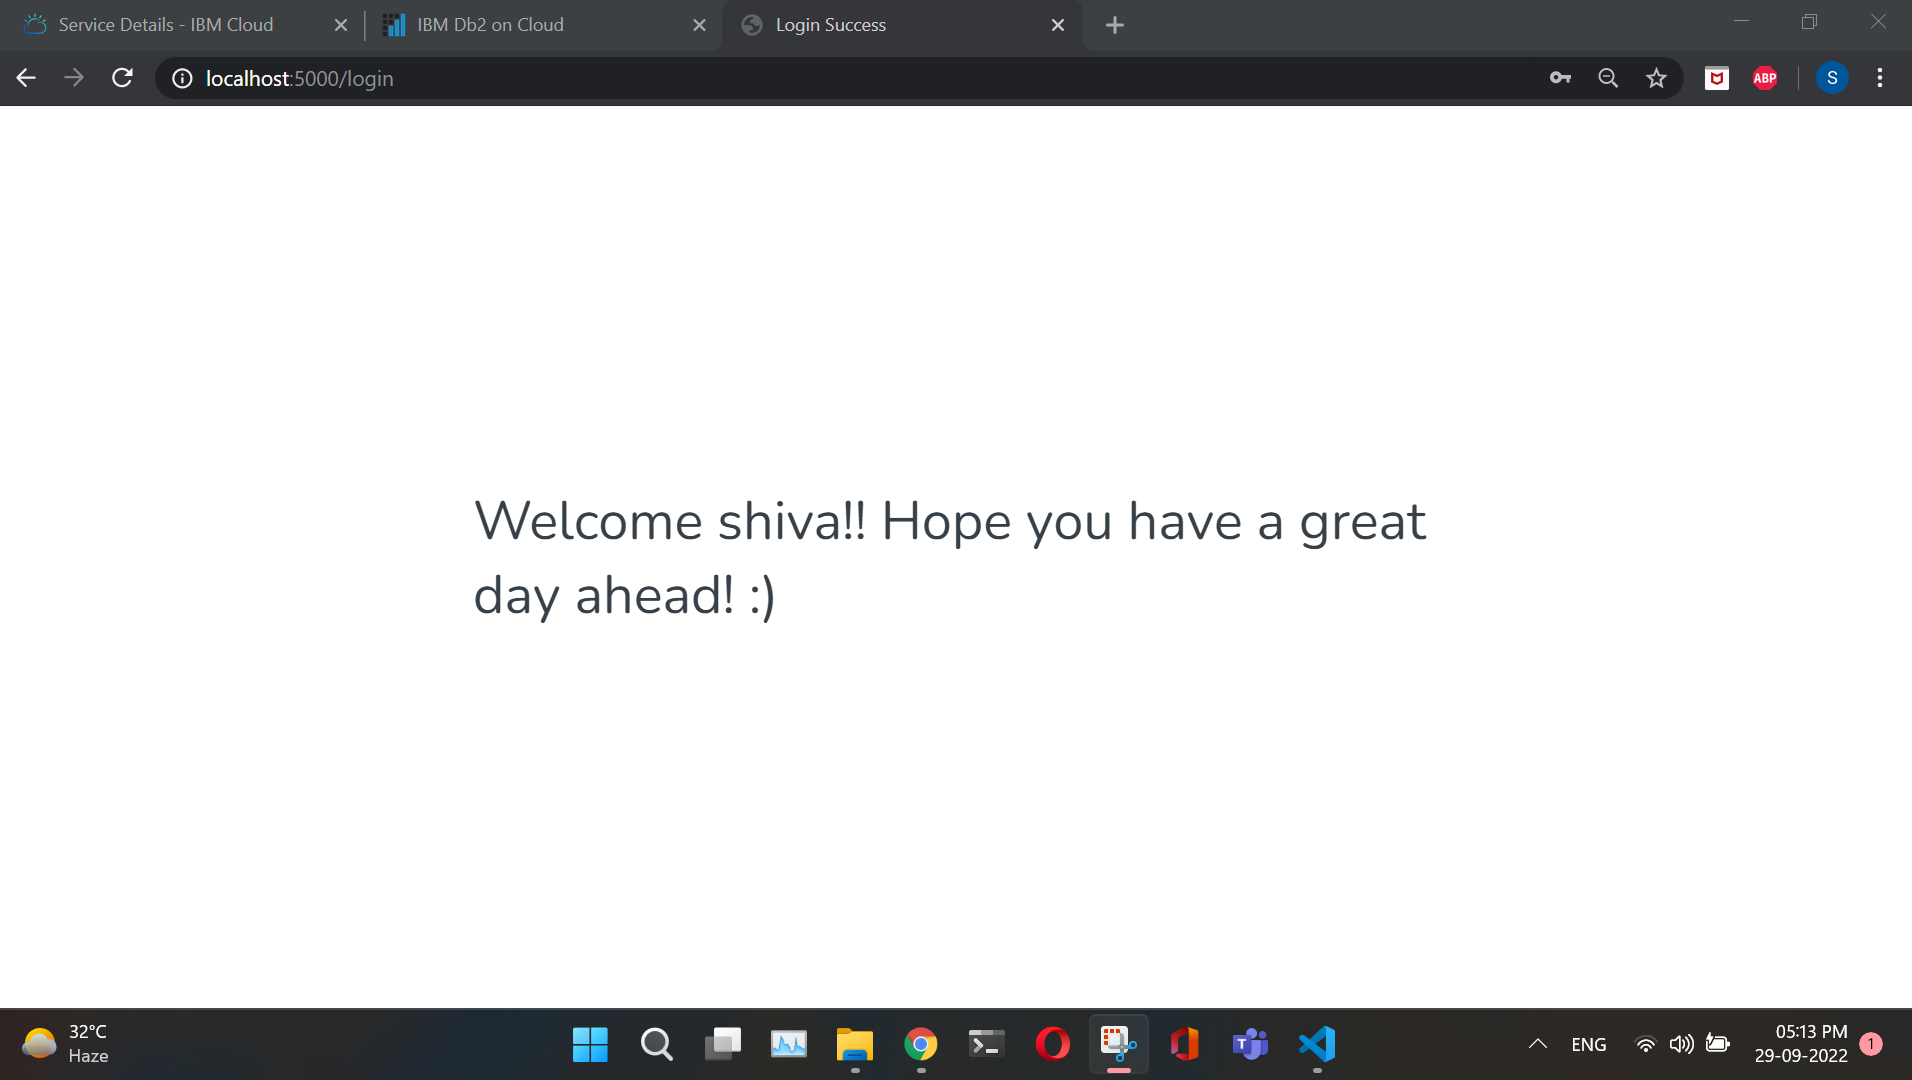 Service Details - IBM Cloud
IBM Db2 on Cloud
Login Success
localhost:5000/login
ABP
S
Welcome shiva!! Hope you have a great
day ahead! :)
32°C
Haze
T
ENG
05:13 PM
29-09-2022
1